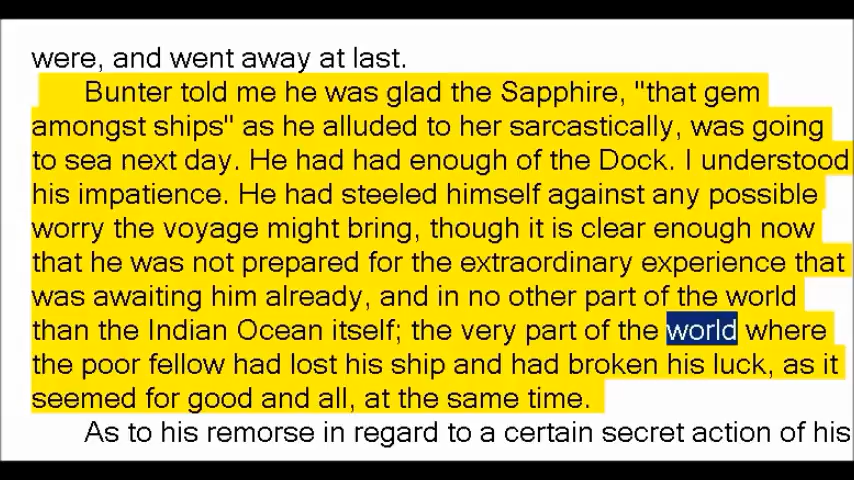 were, and went away at last.
Bunter told me he was glad the Sapphire, "that gem
amongst ships" as he alluded to her sarcastically, was going
to sea next day. He had had enough of the Dock. I understood
his impatience. He had steeled himself against any possible
worry the voyage might bring, though it is clear enough now
that he was not prepared for the extraordinary experience that
was awaiting him already, and in no other part of the world
than the Indian Ocean itself; the very part of the world where
the poor fellow had lost his ship and had broken his luck, as it
seemed for good and all, at the same time.
As to his remorse in regard to a certain secret action of his